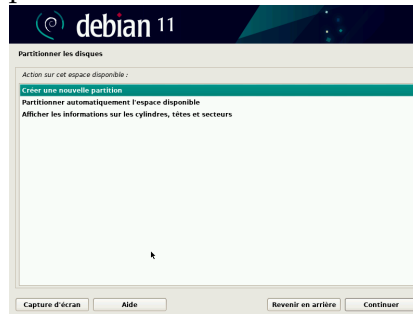 debian 11
Partitionner les disques
Action sur cet espace disponible :
Créer une nouvelle partition
Partitionner automatiquement l'espace disponible
Afficher les informations sur les cylindres, têtes et secteurs
Capture d'écran Aide Revenir en arrière Continuer